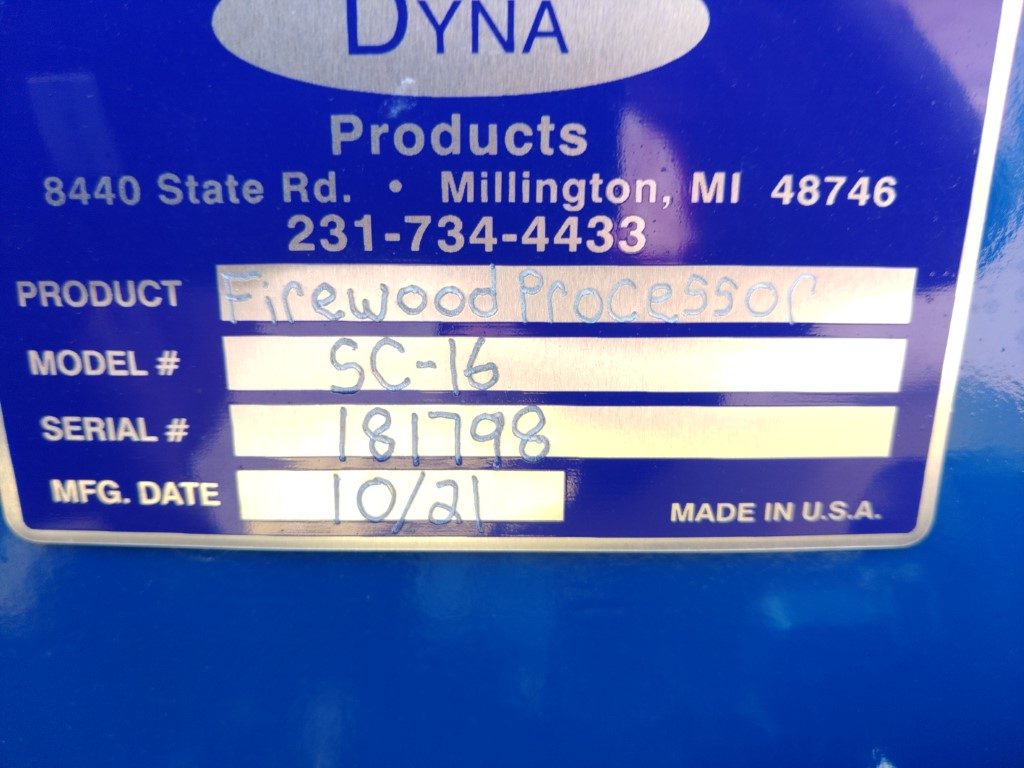 DYNA
Products
8440 State Rd. • Millington, MI 48746
231-734-4433
PRODUCT Firewood Processor
MODEL # SC-16
SERIAL # 181798
MFG. DATE 10/21 MADE IN U.S.A.